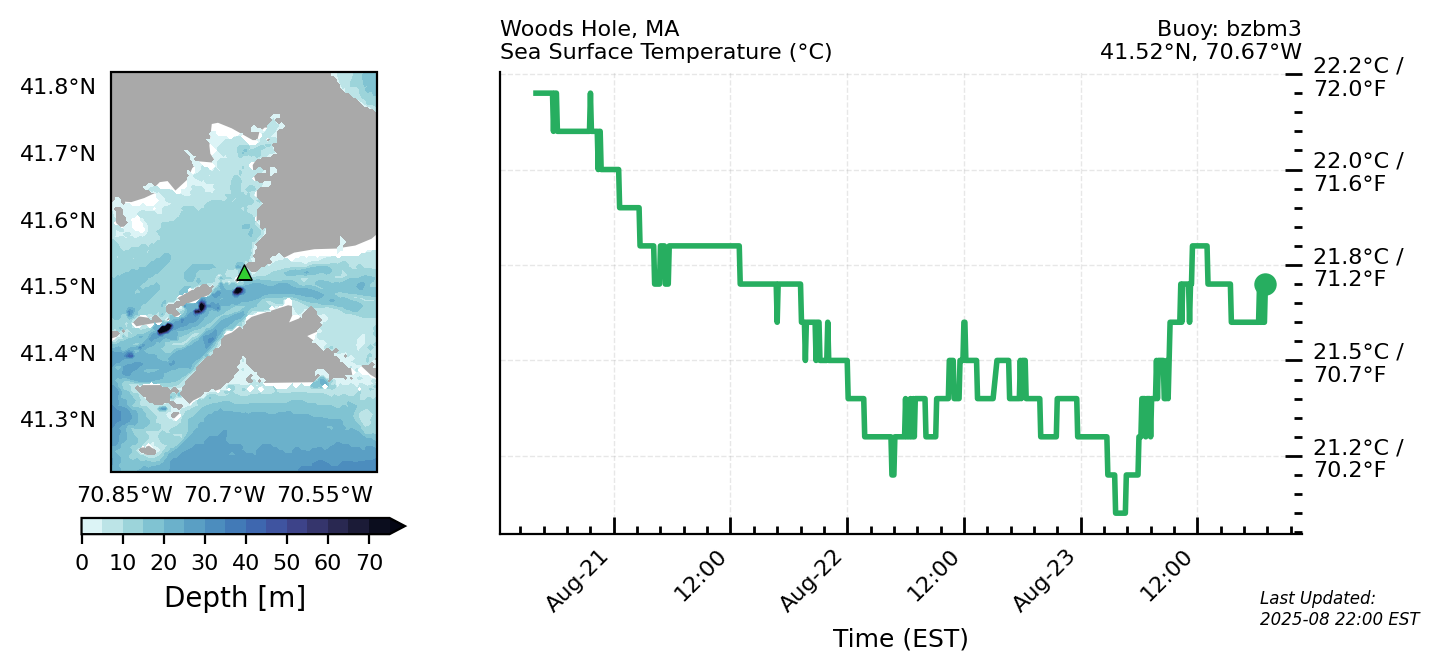 Woods Hole, MA
Sea Surface Temperature (°C)
Buoy: bzbm3
41.52°N, 70.67°W
41.8°N
41.7°N
41.6°N
41.5°N
41.4°N
41.3°N
70.85°W 70.7°W 70.55°W
0 10 20 30 40 50 60 70
Depth [m]
22.2°C /
72.0°F
22.0°C /
71.6°F
21.8°C /
71.2°F
21.5°C /
70.7°F
21.2°C /
70.2°F
Aug-21 12:00 Aug-22 12:00 Aug-23 12:00
Time (EST)
Last Updated:
2025-08 22:00 EST